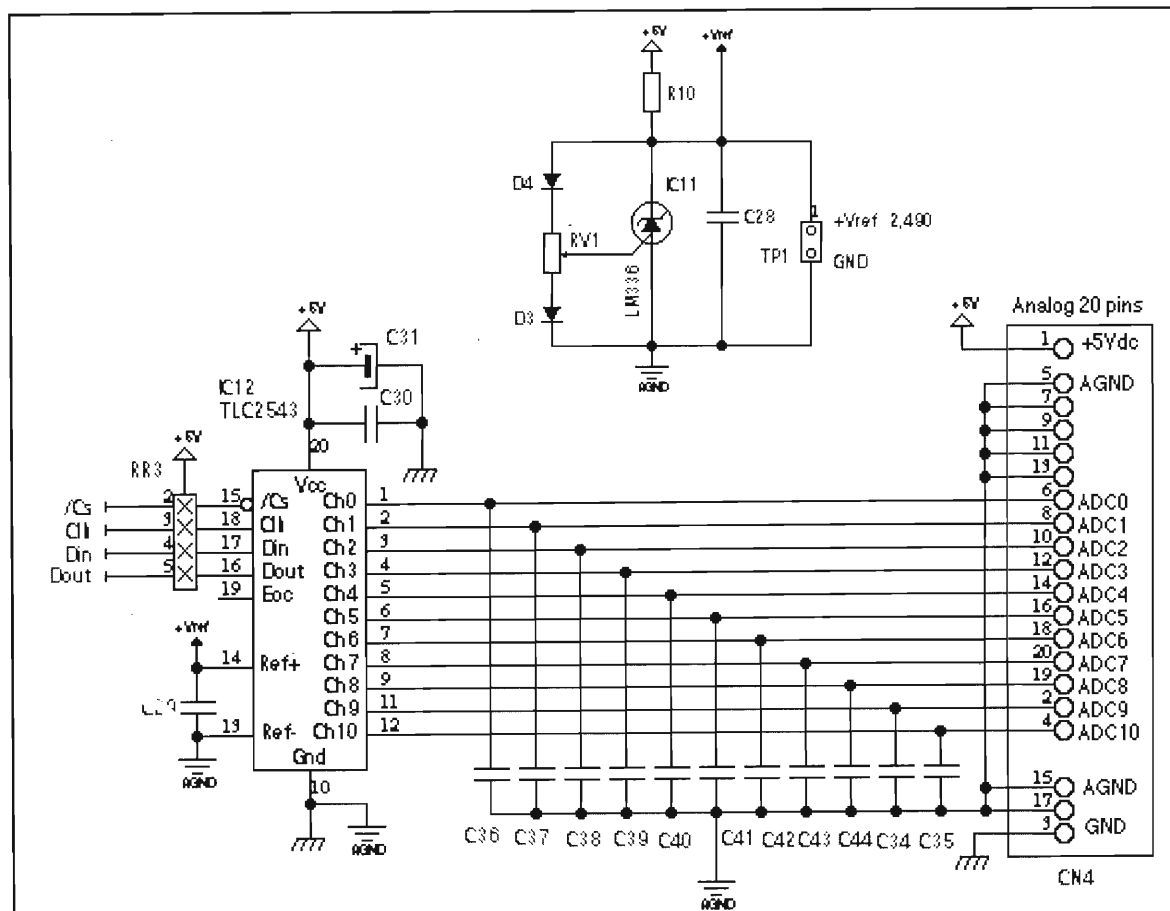 +5V
+Vref
R10
D4
IC11
RV1
C28
1
+Vref 2,490
TP1
GND
LM336
D3
AGND
+5V
C31
+
IC12
TLC2543
C30
20
+5V
RR3
Vcc
/Cs 2 15 /Cs Ch0 1
Clk 3 18 Clk Ch1 2
Din 4 17 Din Ch2 3
Dout 5 16 Dout Ch3 4
19 Eoc Ch4 5
Ch5 6
Ch6 7
+Vref
14 Ref+ Ch7 8
Ch8 9
C29
Ch9 11
13 Ref- Ch10 12
AGND
Gnd
10
AGND
C36 C37 C38 C39 C40 C41 C42 C43 C44 C34 C35
AGND
+5V
Analog 20 pins
1 +5Vdc
5 AGND
7
9
11
13
6 ADC0
8 ADC1
10 ADC2
12 ADC3
14 ADC4
16 ADC5
18 ADC6
20 ADC7
19 ADC8
2 ADC9
4 ADC10
15 AGND
17
3 GND
CN4